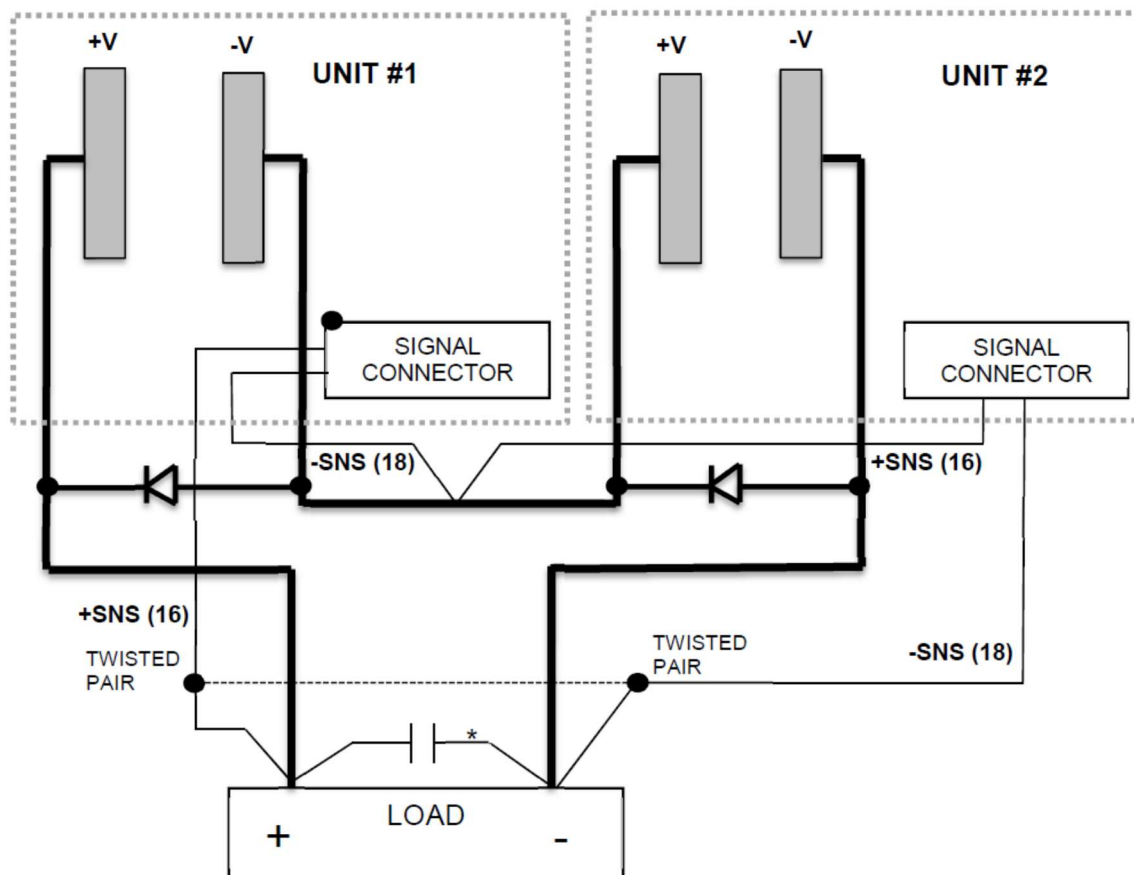 +V
-V
UNIT #1
+V
-V
UNIT #2
SIGNAL
CONNECTOR
SIGNAL
CONNECTOR
-SNS (18)
+SNS (16)
+SNS (16)
TWISTED
PAIR
TWISTED
PAIR
-SNS (18)
*
LOAD
+
-